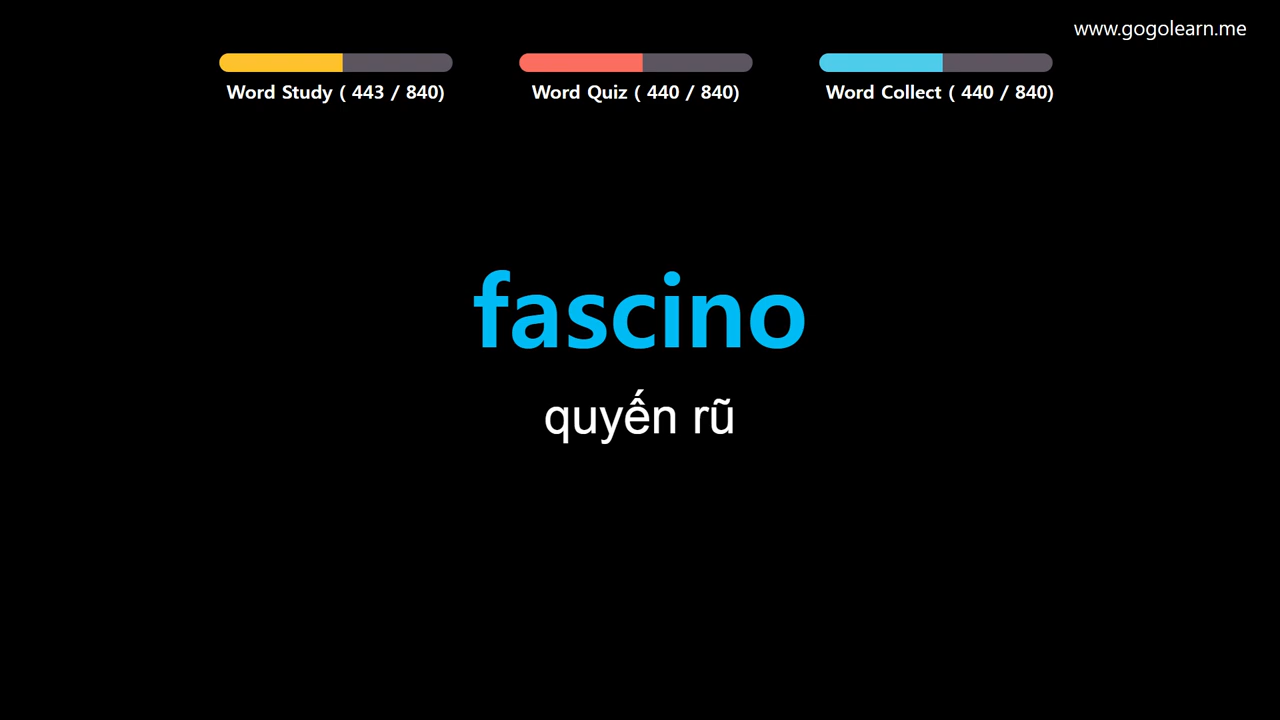 www.gogolearn.me
Word Study ( 443 / 840)
Word Quiz ( 440 / 840)
Word Collect ( 440 / 840)
fascino
quyến rũ